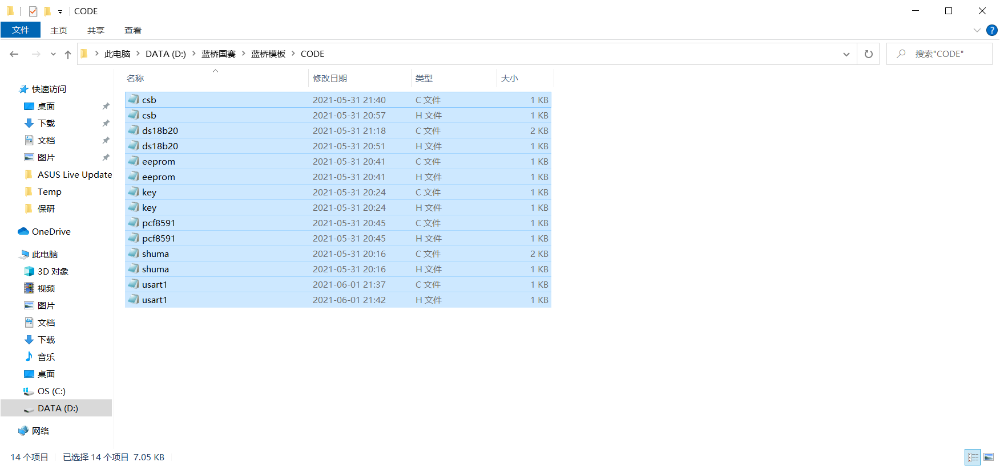 CODE
文件 主页 共享 查看
此电脑 DATA (D:) 蓝桥国赛 蓝桥模板 CODE 搜索"CODE"
名称 修改日期 类型 大小
快速访问
桌面
下载
文档
图片
ASUS Live Update
Temp
保研
OneDrive
此电脑
3D 对象
视频
图片
文档
下载
音乐
桌面
OS (C:)
DATA (D:)
网络
csb 2021-05-31 21:40 C 文件 1 KB
csb 2021-05-31 20:57 H 文件 1 KB
ds18b20 2021-05-31 21:18 C 文件 2 KB
ds18b20 2021-05-31 20:51 H 文件 1 KB
eeprom 2021-05-31 20:41 C 文件 1 KB
eeprom 2021-05-31 20:41 H 文件 1 KB
key 2021-05-31 20:24 C 文件 1 KB
key 2021-05-31 20:24 H 文件 1 KB
pcf8591 2021-05-31 20:45 C 文件 1 KB
pcf8591 2021-05-31 20:45 H 文件 1 KB
shuma 2021-05-31 20:16 C 文件 2 KB
shuma 2021-05-31 20:16 H 文件 1 KB
usart1 2021-06-01 21:37 C 文件 1 KB
usart1 2021-06-01 21:42 H 文件 1 KB
14 个项目 已选择 14 个项目 7.05 KB